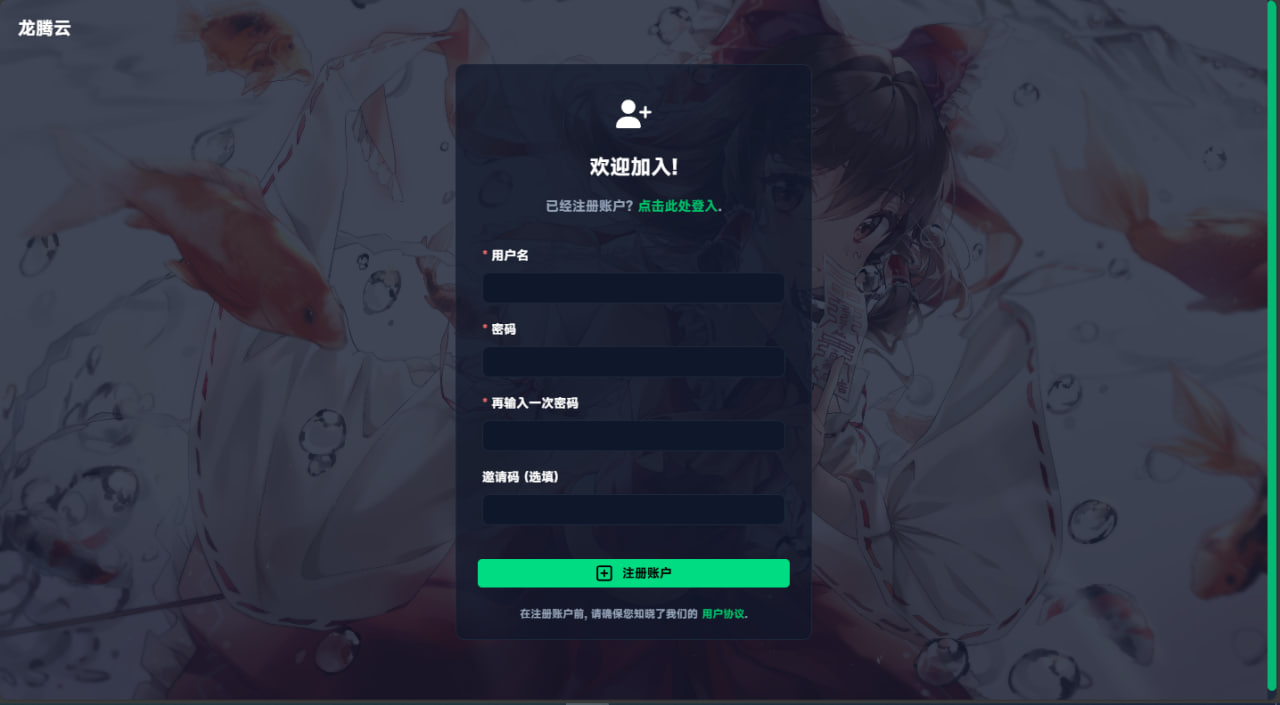 龙腾云
欢迎加入!
已经注册账户? 点击此处登入.
* 用户名
* 密码
* 再输入一次密码
邀请码 (选填)
注册账户
在注册账户前, 请确保您知晓了我们的 用户协议.